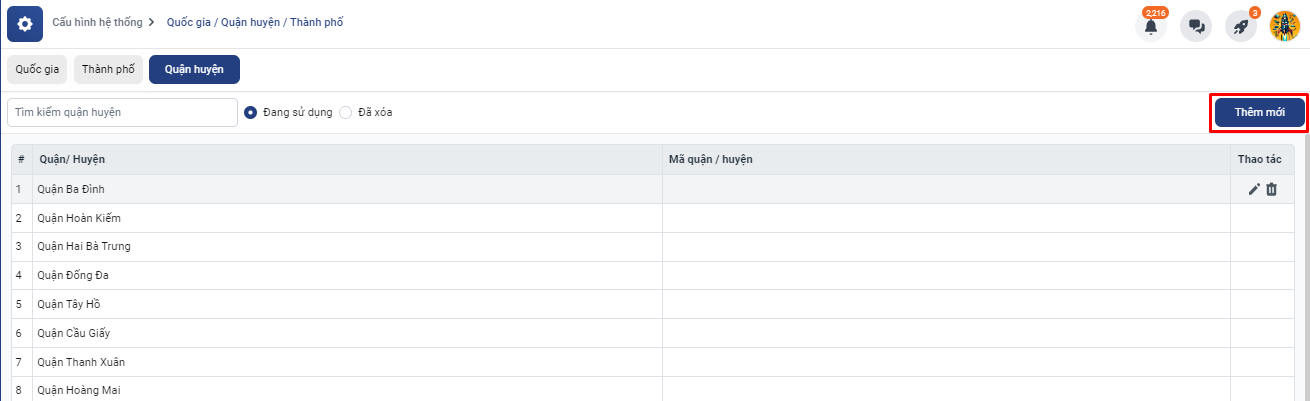 Cấu hình hệ thống > Quốc gia / Quận huyện / Thành phố
2,216
3
Quốc gia
Thành phố
Quận huyện
Tìm kiếm quận huyện
Đang sử dụng
Đã xóa
Thêm mới
# Quận/ Huyện Mã quận / huyện Thao tác
1 Quận Ba Đình
2 Quận Hoàn Kiếm
3 Quận Hai Bà Trưng
4 Quận Đống Đa
5 Quận Tây Hồ
6 Quận Cầu Giấy
7 Quận Thanh Xuân
8 Quận Hoàng Mai